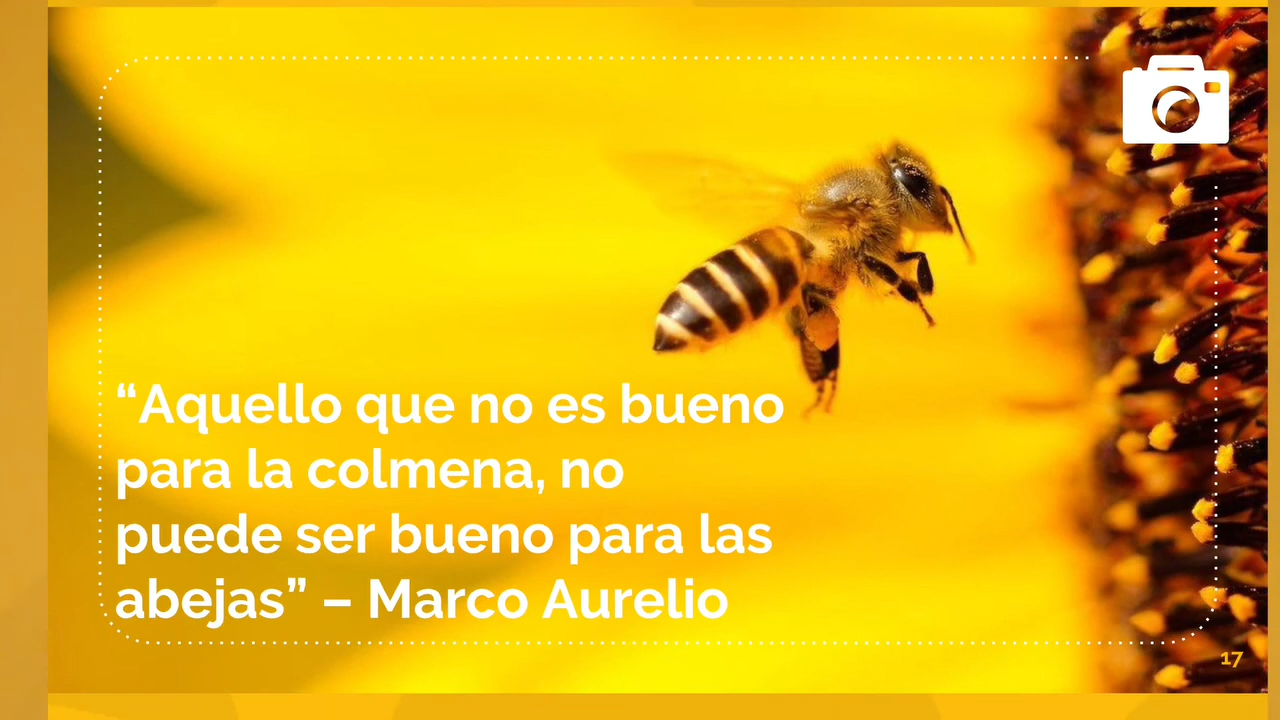 “Aquello que no es bueno
para la colmena, no
puede ser bueno para las
abejas” – Marco Aurelio
17